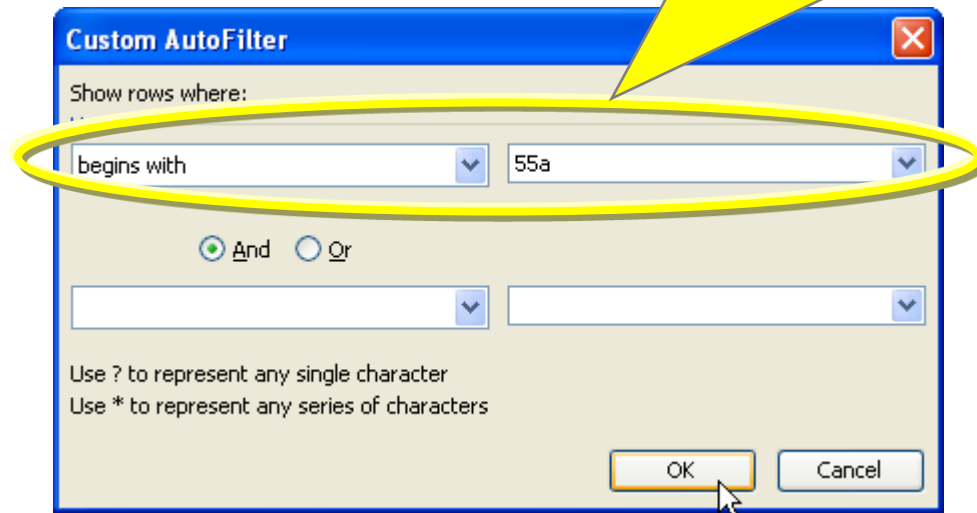 Custom AutoFilter
Show rows where:
begins with 55a
And Or
Use ? to represent any single character
Use * to represent any series of characters
OK Cancel